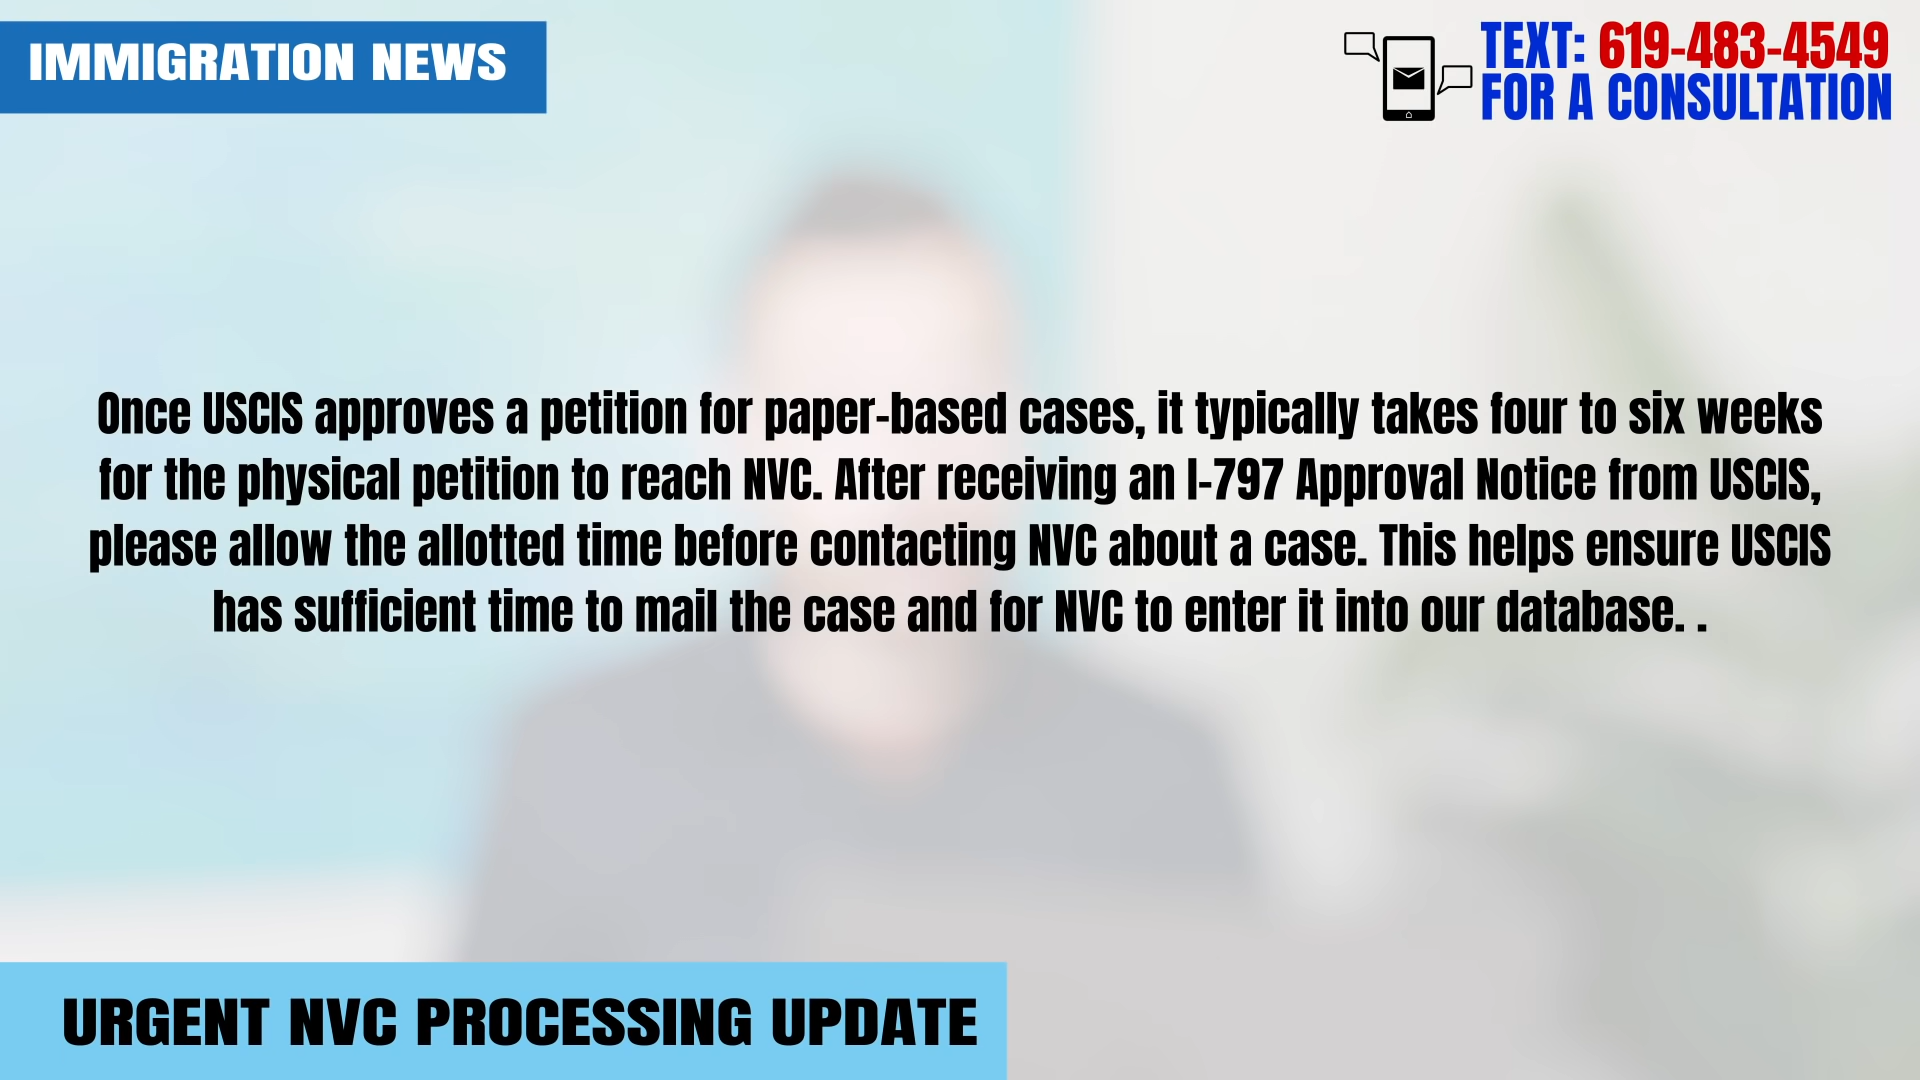 IMMIGRATION NEWS
TEXT: 619-483-4549
FOR A CONSULTATION
Once USCIS approves a petition for paper-based cases, it typically takes four to six weeks
for the physical petition to reach NVC. After receiving an I-797 Approval Notice from USCIS,
please allow the allotted time before contacting NVC about a case. This helps ensure USCIS
has sufficient time to mail the case and for NVC to enter it into our database. .
URGENT NVC PROCESSING UPDATE